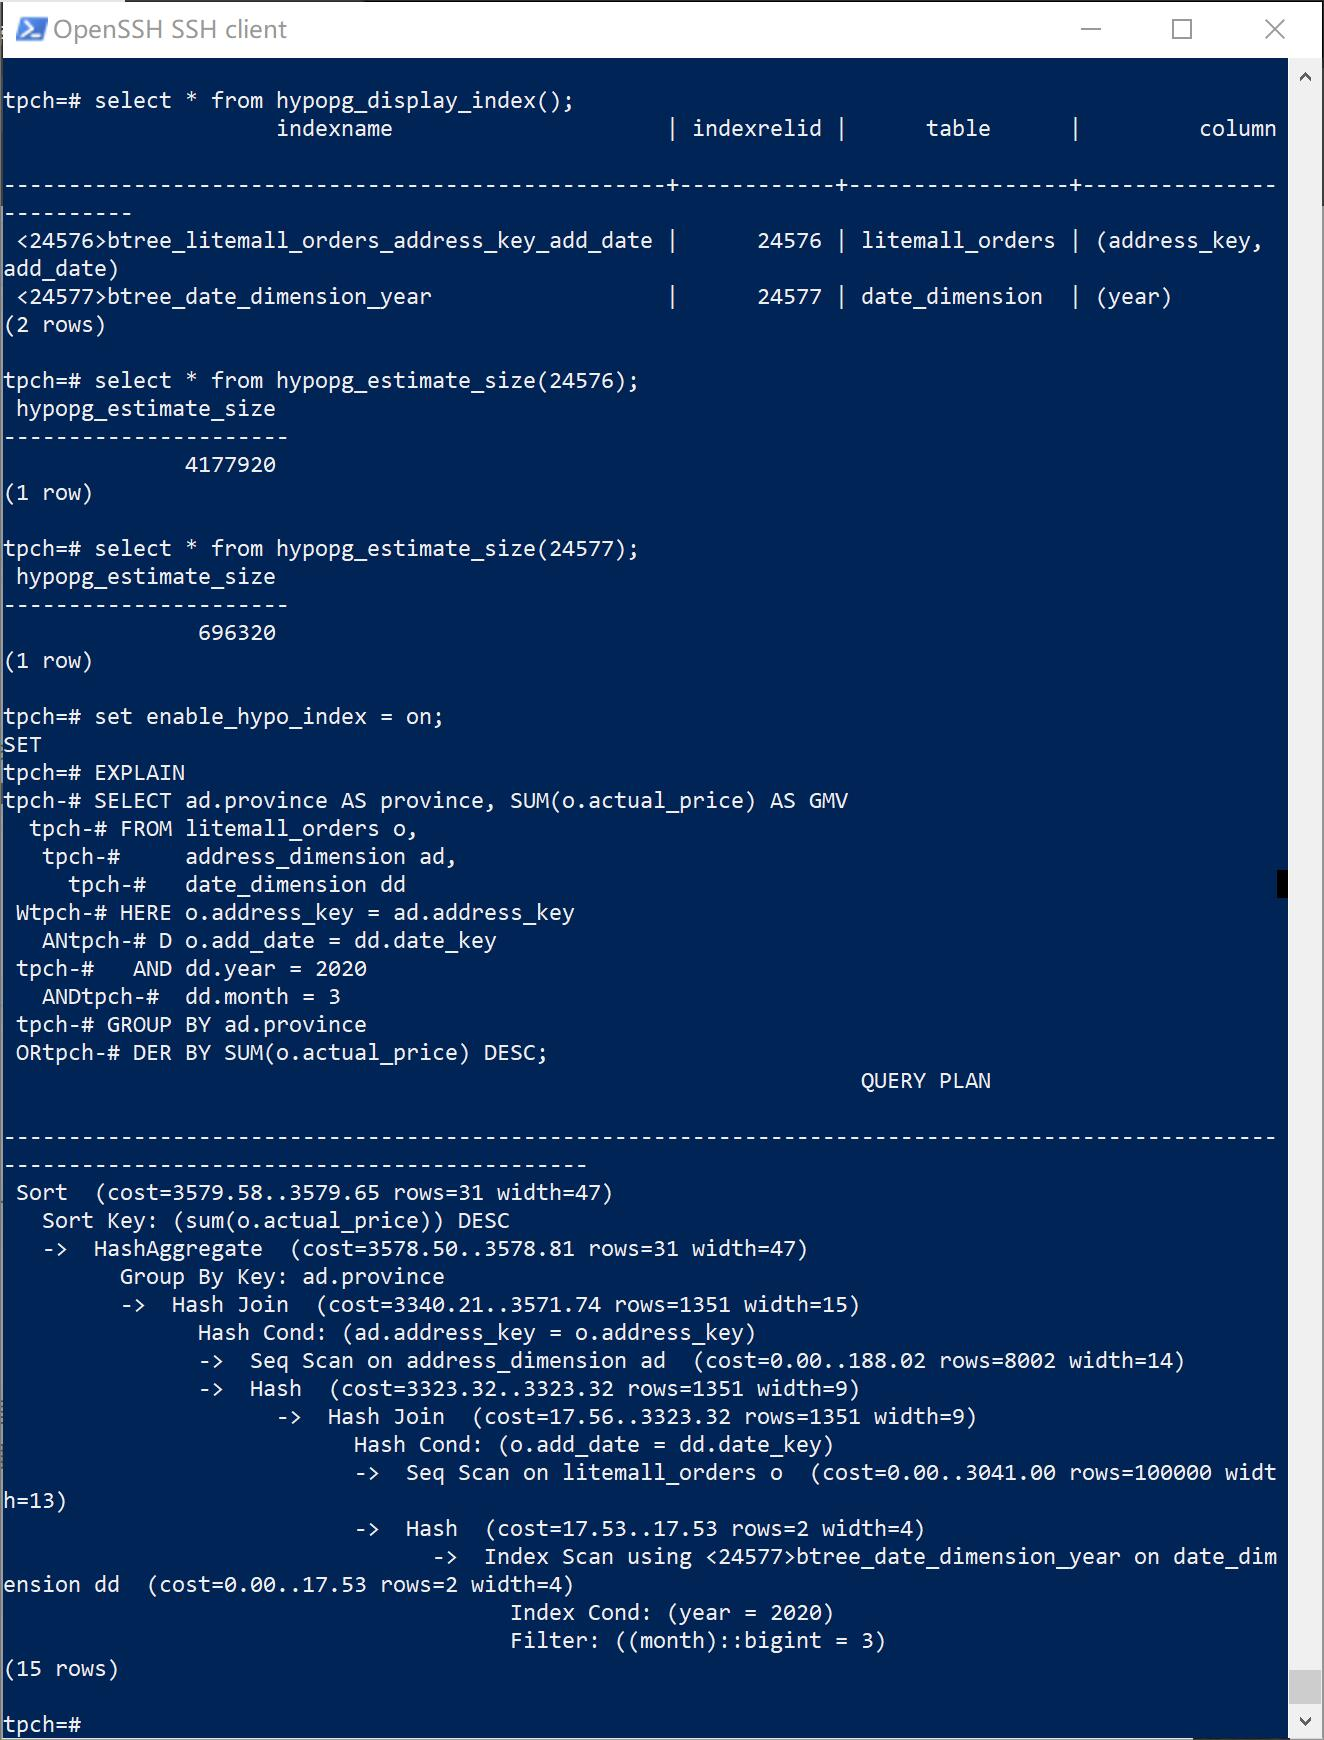 OpenSSH SSH client
tpch=# select * from hypopg_display_index();
                     indexname                     | indexrelid |      table      |         column
---------------------------------------------------+------------+-----------------+---------------
----------
 <24576>btree_litemall_orders_address_key_add_date |      24576 | litemall_orders | (address_key,
add_date)
 <24577>btree_date_dimension_year                  |      24577 | date_dimension  | (year)
(2 rows)
tpch=# select * from hypopg_estimate_size(24576);
 hypopg_estimate_size
----------------------
              4177920
(1 row)
tpch=# select * from hypopg_estimate_size(24577);
 hypopg_estimate_size
----------------------
               696320
(1 row)
tpch=# set enable_hypo_index = on;
SET
tpch=# EXPLAIN
tpch-# SELECT ad.province AS province, SUM(o.actual_price) AS GMV
  tpch-# FROM litemall_orders o,
   tpch-#     address_dimension ad,
     tpch-#   date_dimension dd
 Wtpch-# HERE o.address_key = ad.address_key
   ANtpch-# D o.add_date = dd.date_key
 tpch-#   AND dd.year = 2020
   ANDtpch-#  dd.month = 3
 tpch-# GROUP BY ad.province
 ORtpch-# DER BY SUM(o.actual_price) DESC;
                                                                  QUERY PLAN
--------------------------------------------------------------------------------------------------
---------------------------------------------
 Sort  (cost=3579.58..3579.65 rows=31 width=47)
   Sort Key: (sum(o.actual_price)) DESC
   ->  HashAggregate  (cost=3578.50..3578.81 rows=31 width=47)
         Group By Key: ad.province
         ->  Hash Join  (cost=3340.21..3571.74 rows=1351 width=15)
               Hash Cond: (ad.address_key = o.address_key)
               ->  Seq Scan on address_dimension ad  (cost=0.00..188.02 rows=8002 width=14)
               ->  Hash  (cost=3323.32..3323.32 rows=1351 width=9)
                     ->  Hash Join  (cost=17.56..3323.32 rows=1351 width=9)
                           Hash Cond: (o.add_date = dd.date_key)
                           ->  Seq Scan on litemall_orders o  (cost=0.00..3041.00 rows=100000 widt
h=13)
                           ->  Hash  (cost=17.53..17.53 rows=2 width=4)
                                 ->  Index Scan using <24577>btree_date_dimension_year on date_dim
ension dd  (cost=0.00..17.53 rows=2 width=4)
                                       Index Cond: (year = 2020)
                                       Filter: ((month)::bigint = 3)
(15 rows)
tpch=#